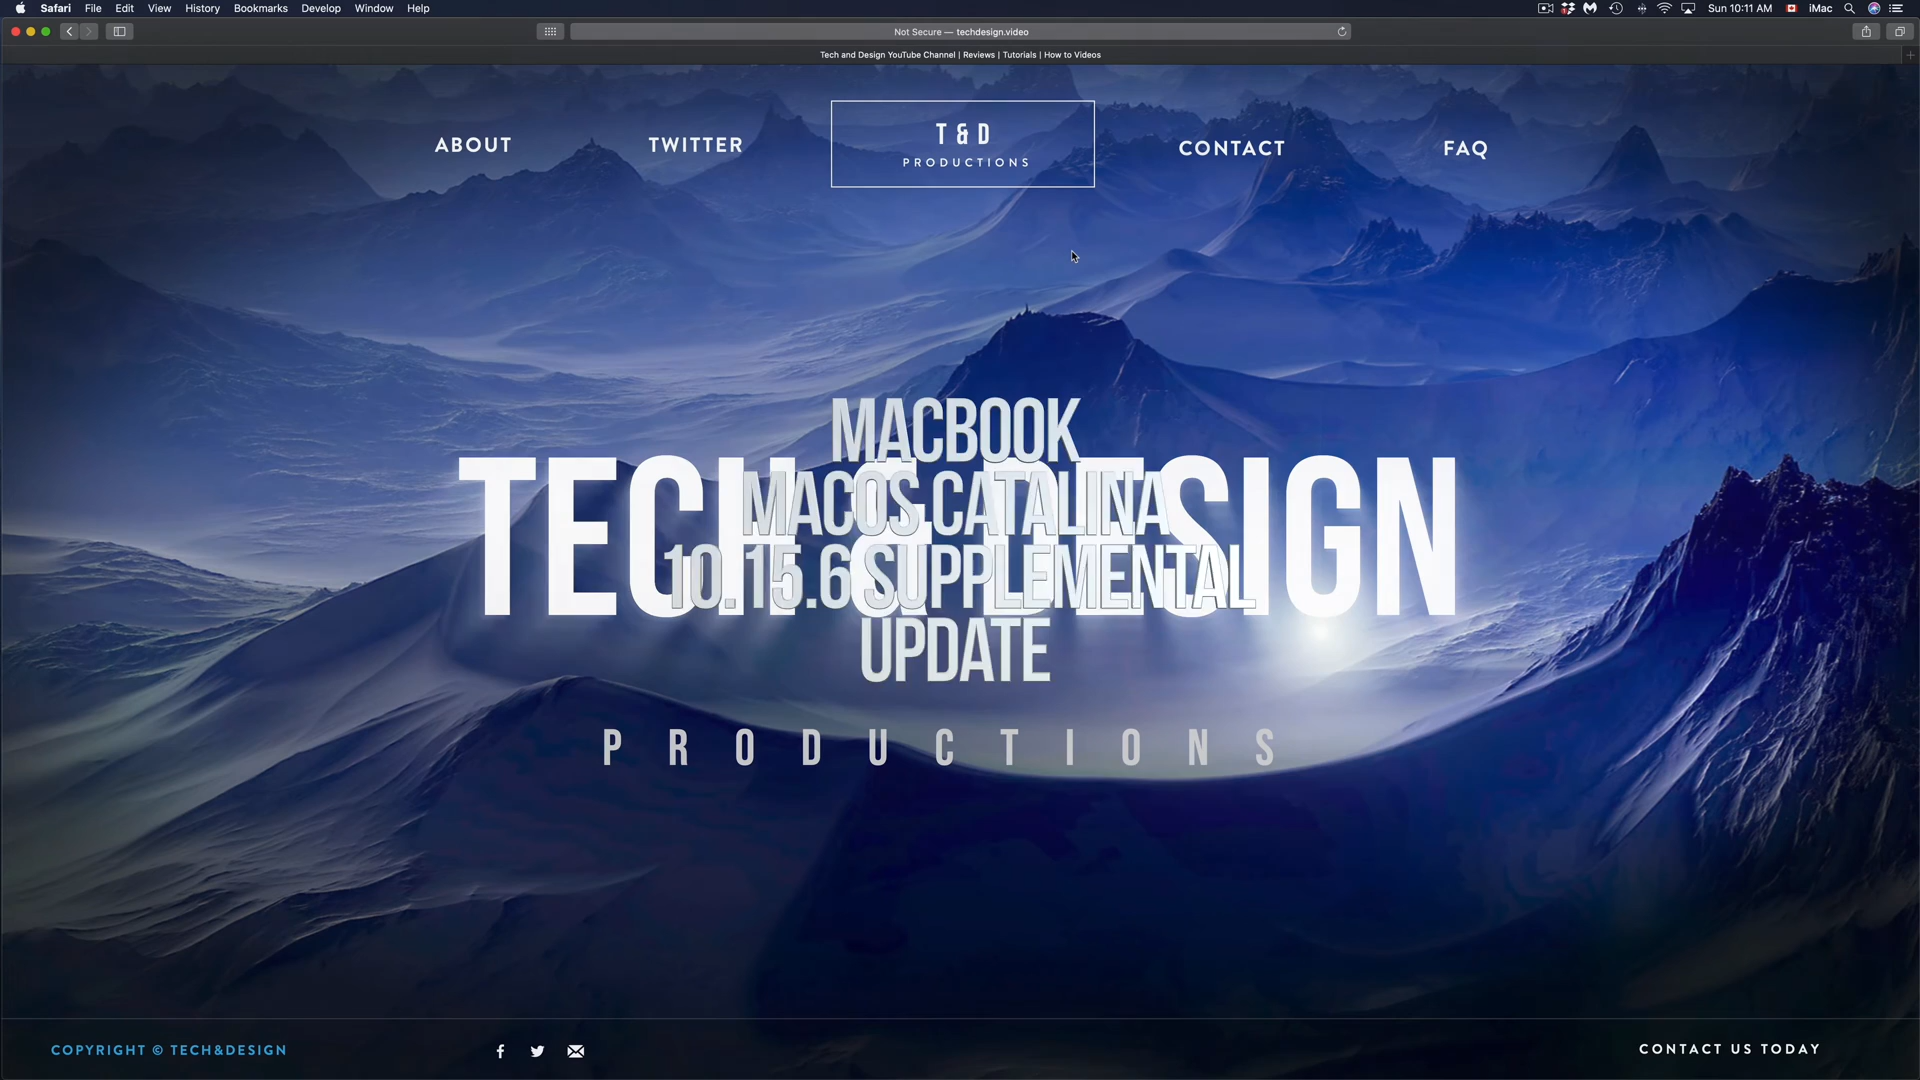 Safari File Edit View History Bookmarks Develop Window Help
Sun 10:11 AM iMac
Not Secure — techdesign.video
Tech and Design YouTube Channel | Reviews | Tutorials | How to Videos
ABOUT
TWITTER
T & D
PRODUCTIONS
CONTACT
FAQ
TECH & DESIGN
MACBOOK
MACOS CATALINA
10.15.6 SUPPLEMENTAL
UPDATE
PRODUCTIONS
COPYRIGHT © TECH&DESIGN
CONTACT US TODAY